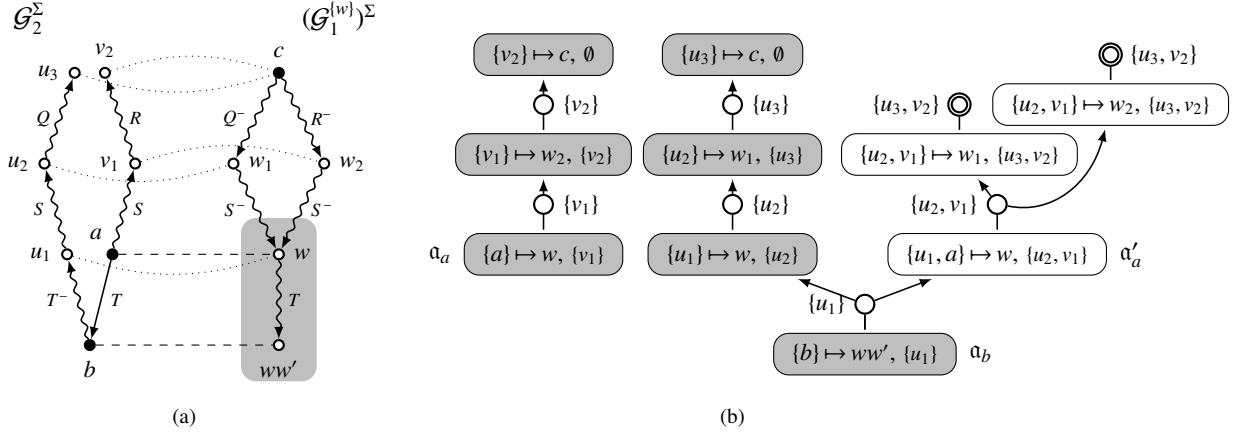 𝒢₂^Σ
(𝒢₁^{w})^Σ
v₂
c
u₃
Q
R
Q⁻
R⁻
u₂
v₁
w₁
w₂
S
S
S⁻
S⁻
a
u₁
w
T⁻
T
T
b
ww′
(a)
{v₂} ↦ c, ∅
{u₃} ↦ c, ∅
{u₃, v₂}
{v₂}
{u₃}
{u₃, v₂}
{u₂, v₁} ↦ w₂, {u₃, v₂}
{v₁} ↦ w₂, {v₂}
{u₂} ↦ w₁, {u₃}
{u₂, v₁} ↦ w₁, {u₃, v₂}
{v₁}
{u₂}
{u₂, v₁}
𝔞ₐ
{a} ↦ w, {v₁}
{u₁} ↦ w, {u₂}
{u₁, a} ↦ w, {u₂, v₁}
𝔞′ₐ
{u₁}
{b} ↦ ww′, {u₁}
𝔞_b
(b)